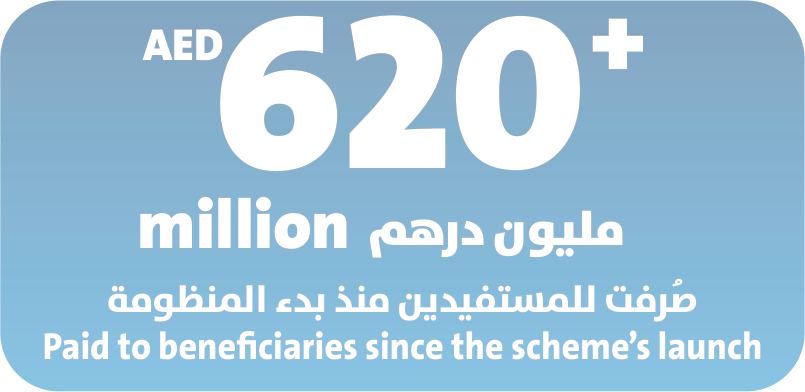 AED 620+
million مليون درهم
صُرفت للمستفيدين منذ بدء المنظومة
Paid to beneficiaries since the scheme’s launch